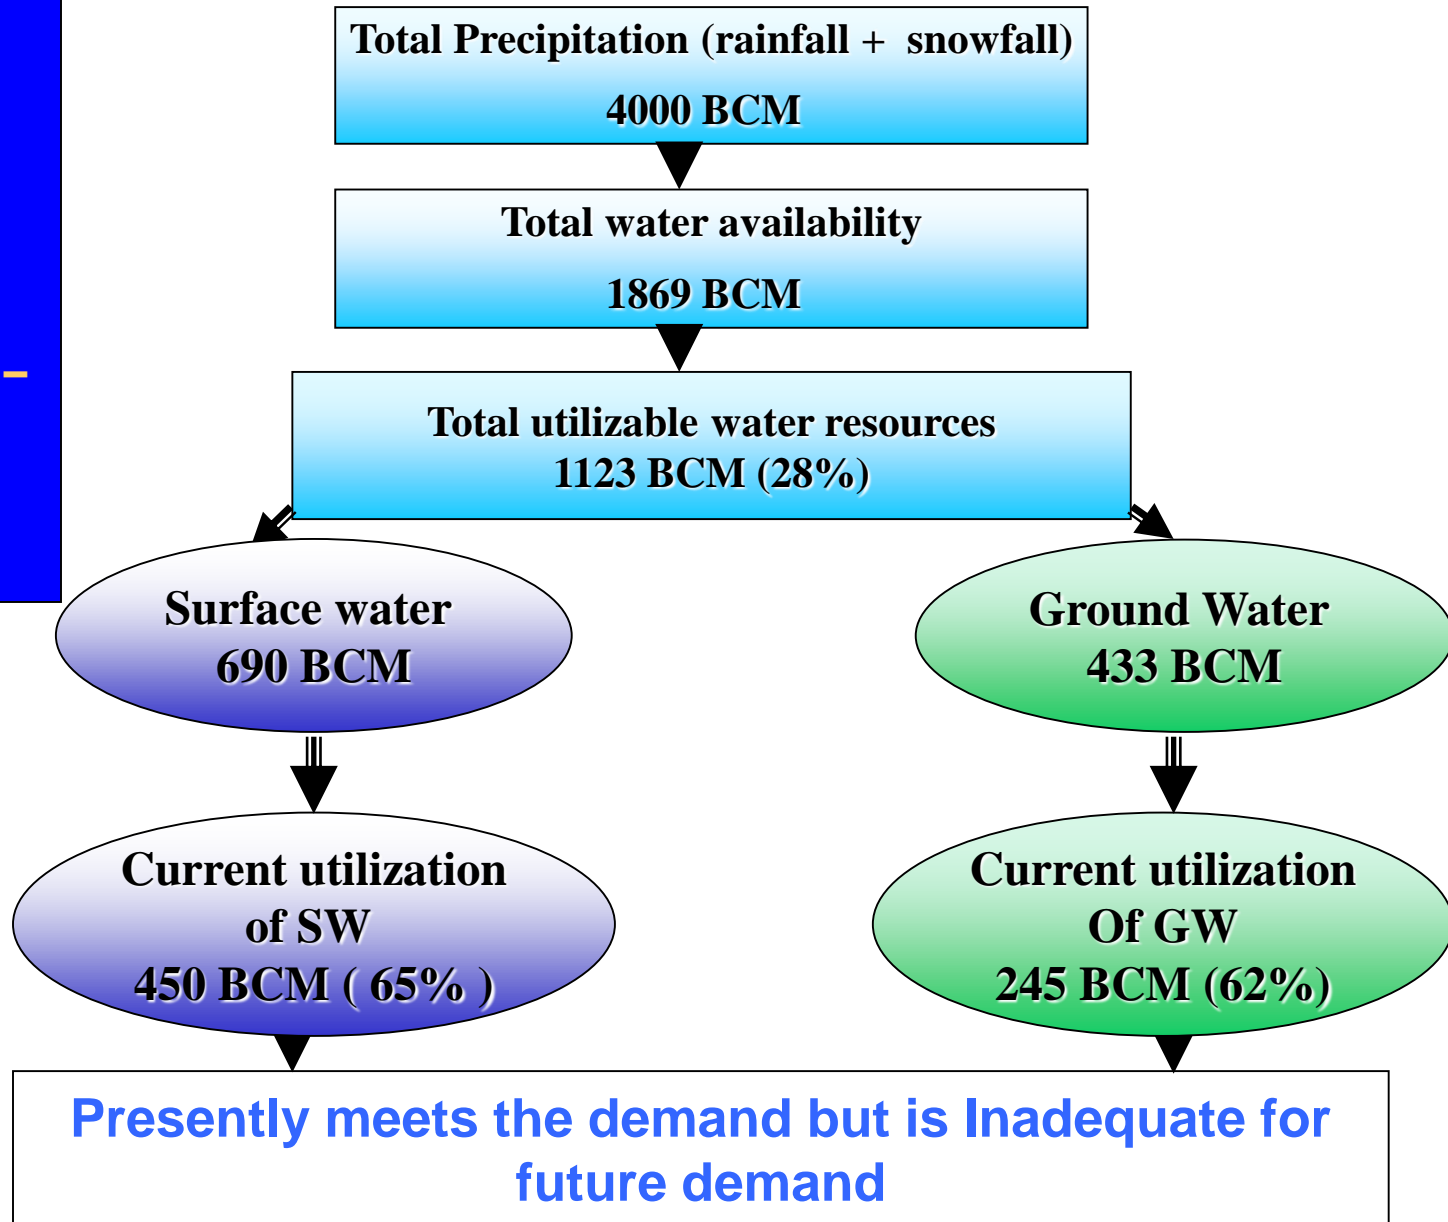 Total Precipitation (rainfall + snowfall)
4000 BCM
Total water availability
1869 BCM
–
Total utilizable water resources
1123 BCM (28%)
Surface water
690 BCM
Ground Water
433 BCM
Current utilization
of SW
450 BCM ( 65% )
Current utilization
Of GW
245 BCM (62%)
Presently meets the demand but is Inadequate for
future demand